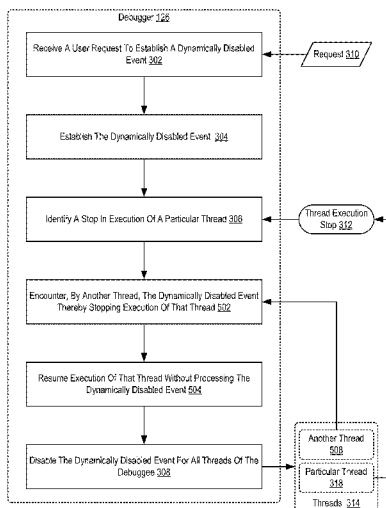 Debugger 126
Receive A User Request To Establish A Dynamically Disabled
Event 302
Request 310
Establish The Dynamically Disabled Event 304
Identify A Stop In Execution Of A Particular Thread 306
Thread Execution
Stop 312
Encounter, By Another Thread, The Dynamically Disabled Event
Thereby Stopping Execution Of That Thread 502
Resume Execution Of That Thread Without Processing The
Dynamically Disabled Event 504
Disable The Dynamically Disabled Event For All Threads Of The
Debuggee 308
Another Thread
508
Particular Thread
318
Threads 314